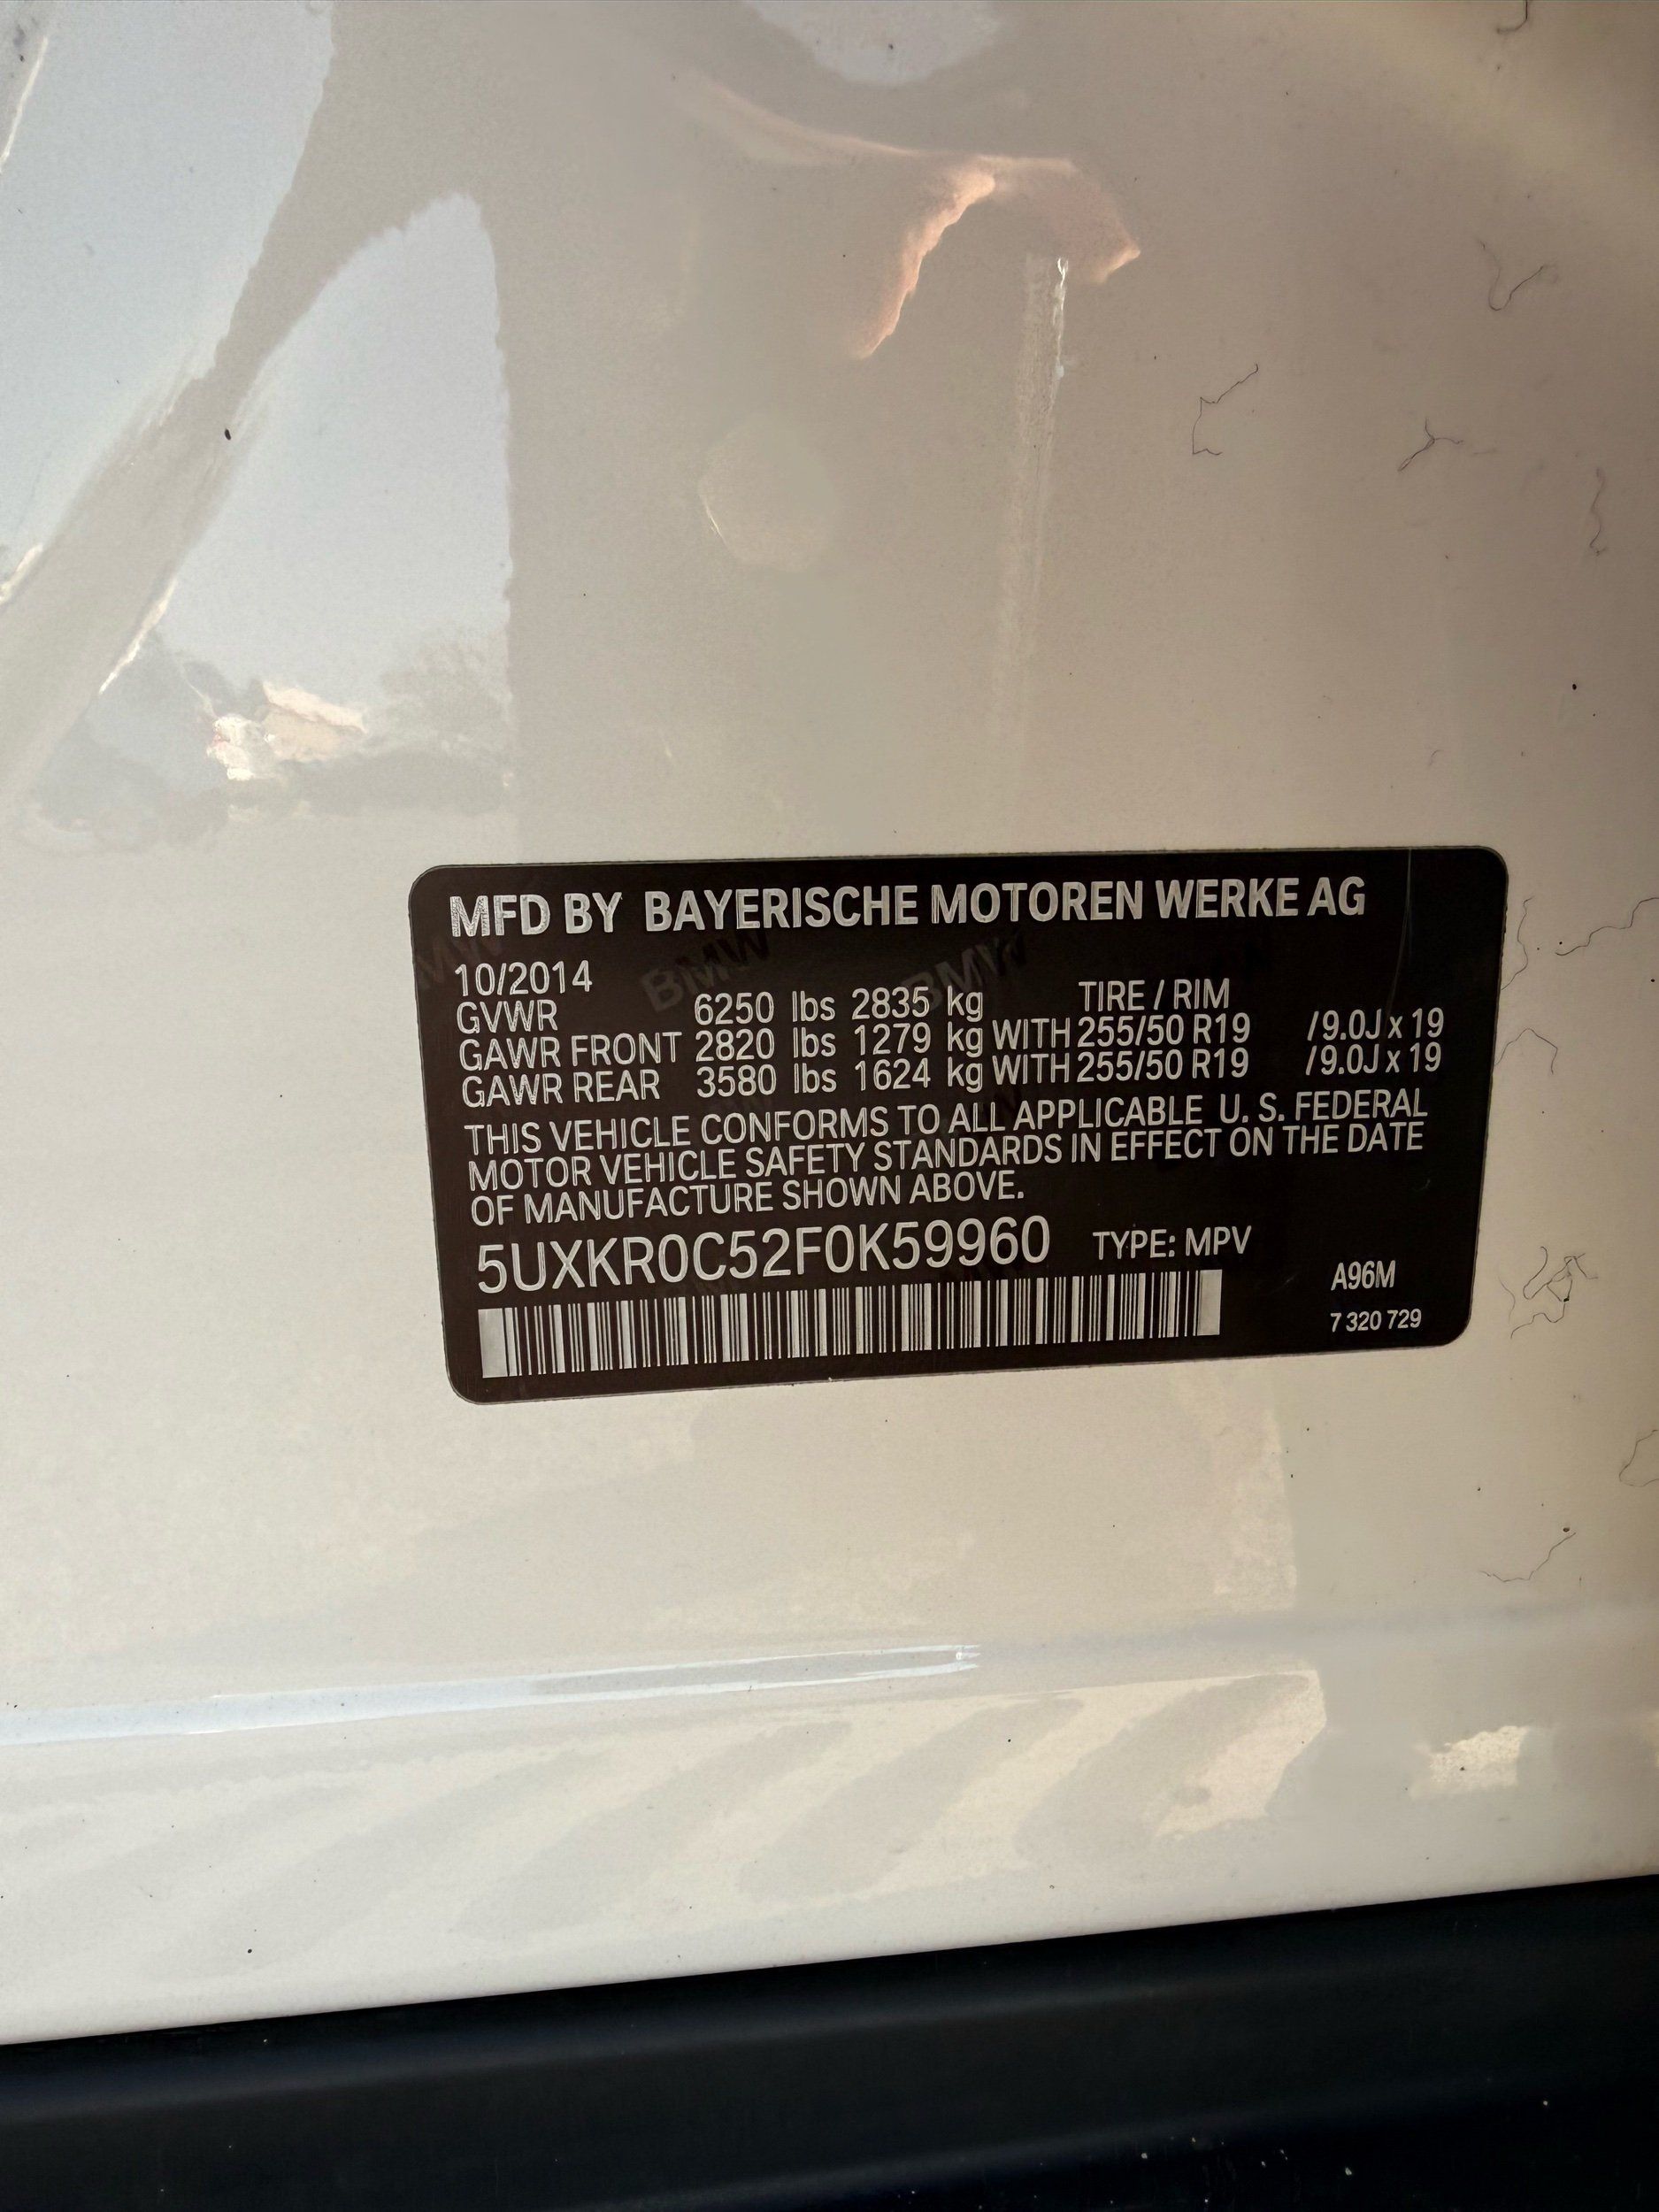 MFD BY BAYERISCHE MOTOREN WERKE AG
10/2014
GVWR 6250 lbs 2835 kg TIRE / RIM
GAWR FRONT 2820 lbs 1279 kg WITH 255/50 R19 /9.0J x 19
GAWR REAR 3580 lbs 1624 kg WITH 255/50 R19 /9.0J x 19
THIS VEHICLE CONFORMS TO ALL APPLICABLE U. S. FEDERAL
MOTOR VEHICLE SAFETY STANDARDS IN EFFECT ON THE DATE
OF MANUFACTURE SHOWN ABOVE.
5UXKR0C52F0K59960 TYPE: MPV
A96M
7 320 729
BMW
BMW
BMW